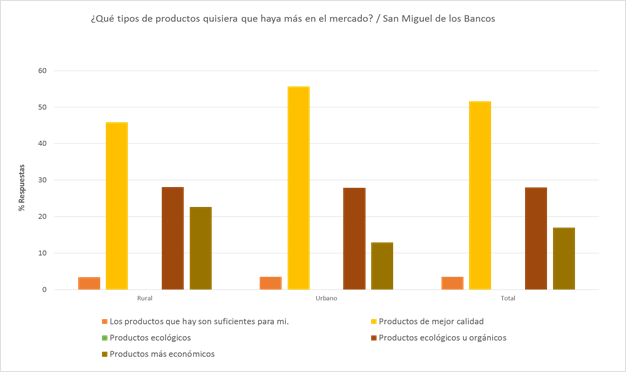 ¿Qué tipos de productos quisiera que haya más en el mercado? / San Miguel de los Bancos
60
50
40
30
20
10
0
% Respuestas
Rural
Urbano
Total
Los productos que hay son suficientes para mi.
Productos de mejor calidad
Productos ecológicos
Productos ecológicos u orgánicos
Productos más económicos